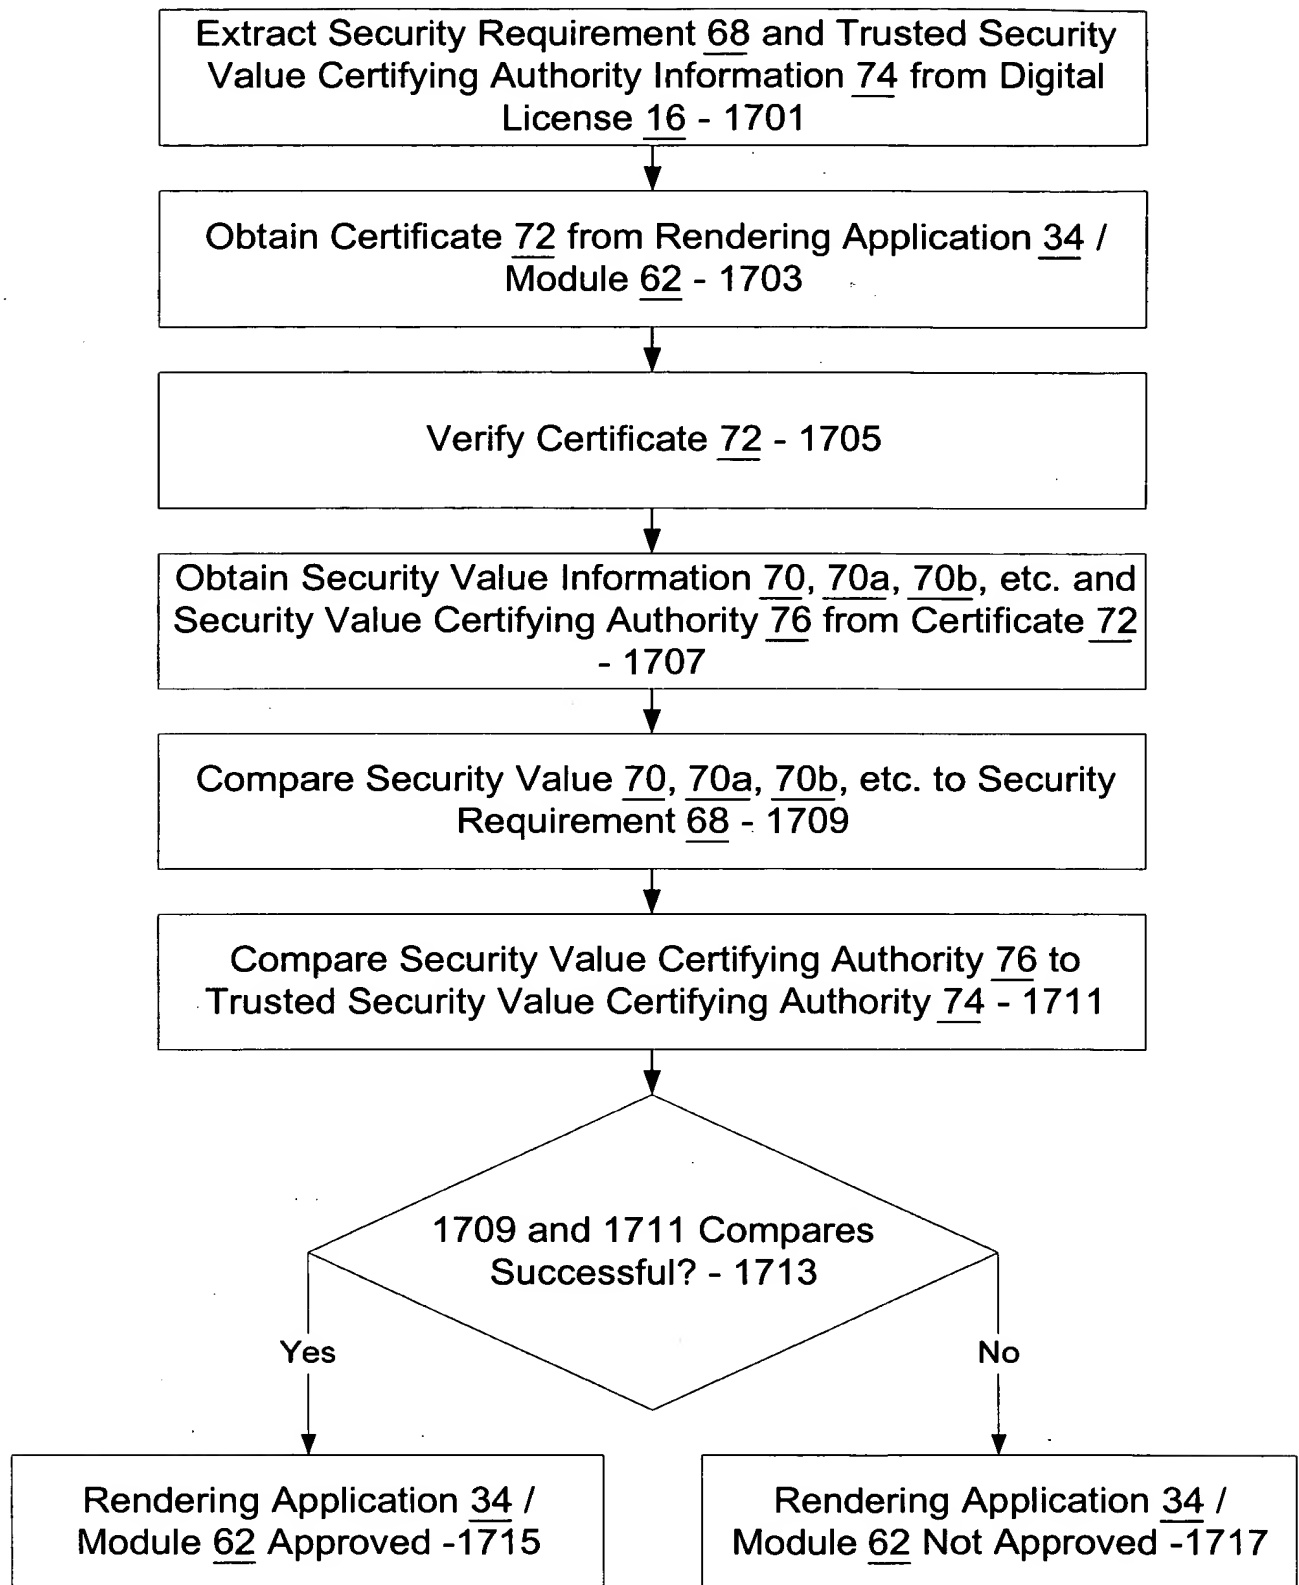 Extract Security Requirement 68 and Trusted Security
Value Certifying Authority Information 74 from Digital
License 16 - 1701
Obtain Certificate 72 from Rendering Application 34 /
Module 62 - 1703
Verify Certificate 72 - 1705
Obtain Security Value Information 70, 70a, 70b, etc. and
Security Value Certifying Authority 76 from Certificate 72
- 1707
Compare Security Value 70, 70a, 70b, etc. to Security
Requirement 68 - 1709
Compare Security Value Certifying Authority 76 to
Trusted Security Value Certifying Authority 74 - 1711
1709 and 1711 Compares
Successful? - 1713
Yes
No
Rendering Application 34 /
Module 62 Approved -1715
Rendering Application 34 /
Module 62 Not Approved -1717